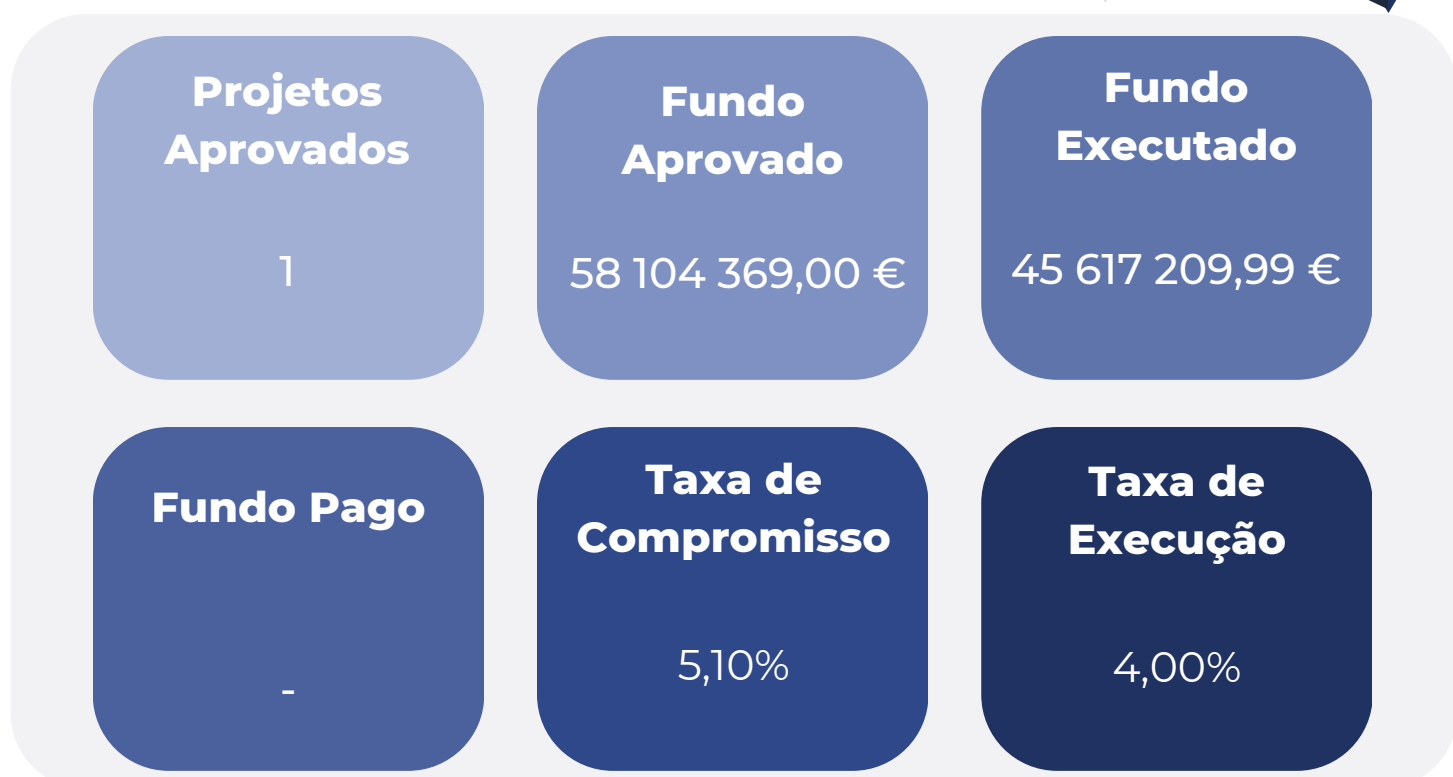 Projetos
Aprovados
1
Fundo
Aprovado
58 104 369,00 €
Fundo
Executado
45 617 209,99 €
Fundo Pago
-
Taxa de
Compromisso
5,10%
Taxa de
Execução
4,00%